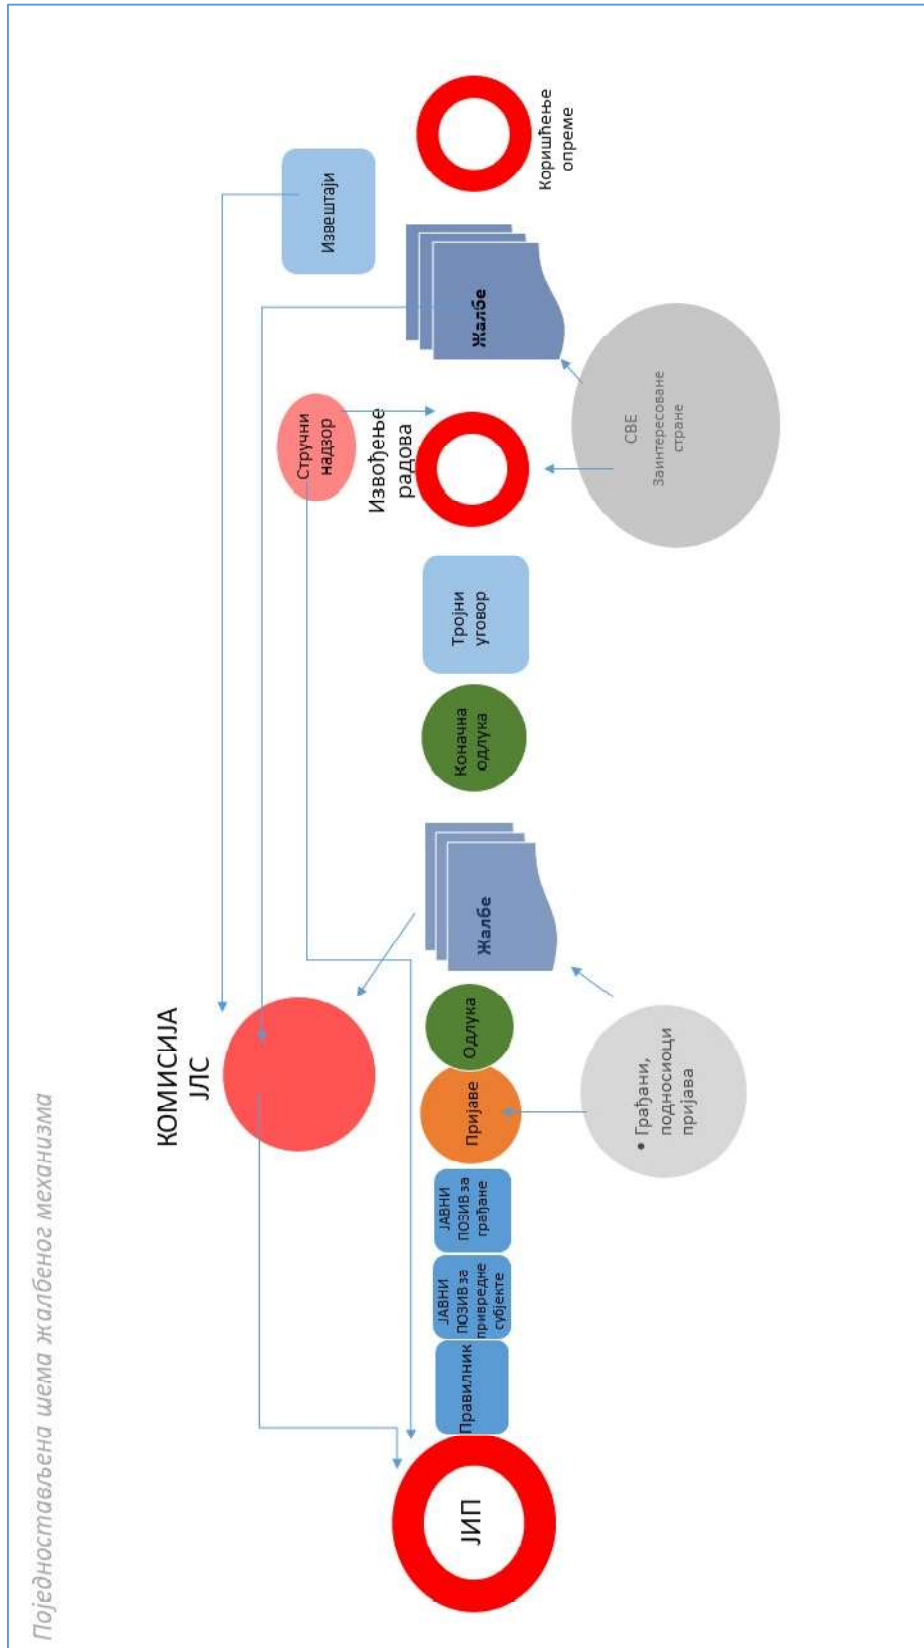 Поједностављена шема жалбеног механизма
КОМИСИЈА
ЈЛС
ЈИП
Правилник
ЈАВНИ
ПОЗИВ за
привредне
субјекте
ЈАВНИ
ПОЗИВ за
грађане
Пријаве
Одлука
Жалбе
Коначна
одлука
Тројни
уговор
Извођење
радова
Стручни
надзор
Жалбе
Извештаји
Коришћење
опреме
• Грађани,
подносиоци
пријава
СВЕ
Заинтересоване
стране